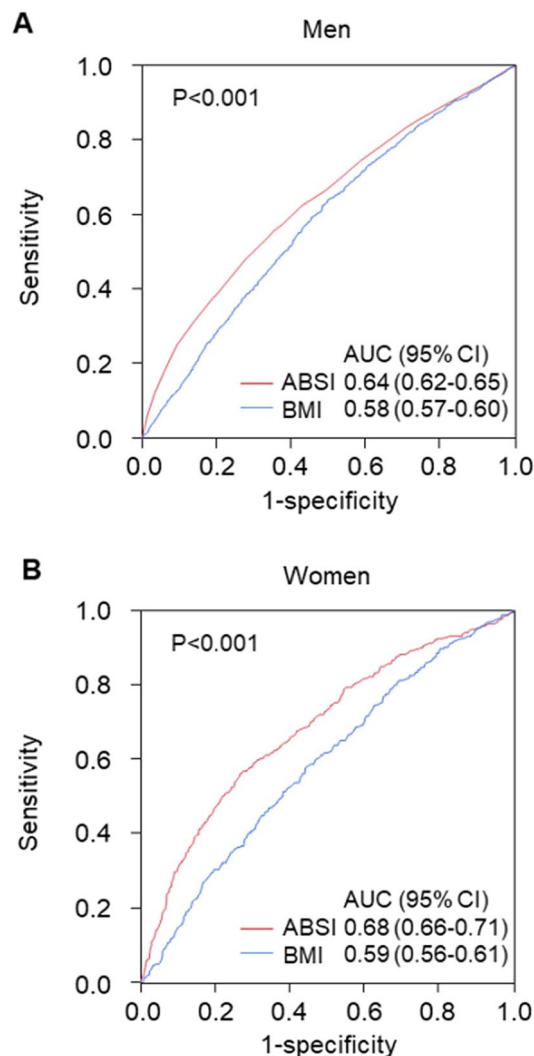 A
Men
1.0
P<0.001
0.8
0.6
Sensitivity
0.4
AUC (95% CI)
ABSI 0.64 (0.62-0.65)
0.2
BMI 0.58 (0.57-0.60)
0.0
0.0 0.2 0.4 0.6 0.8 1.0
1-specificity
B
Women
1.0
P<0.001
0.8
0.6
Sensitivity
0.4
AUC (95% CI)
0.2
ABSI 0.68 (0.66-0.71)
BMI 0.59 (0.56-0.61)
0.0
0.0 0.2 0.4 0.6 0.8 1.0
1-specificity